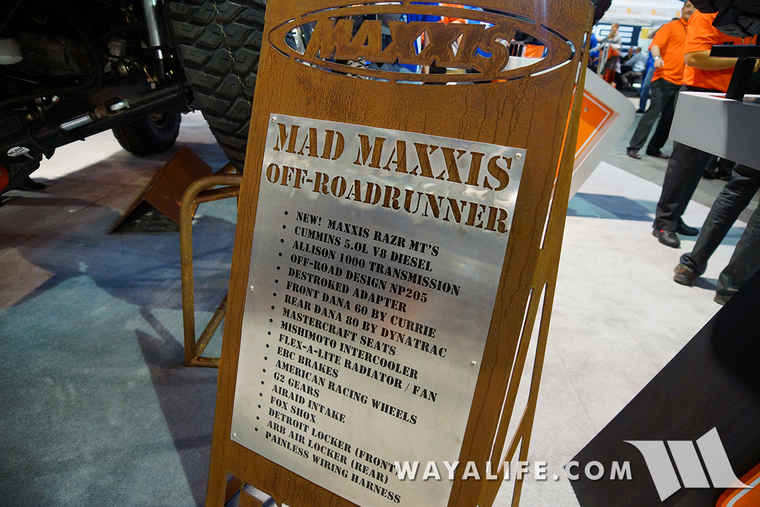 MAXXIS
MAD MAXXIS
OFF-ROADRUNNER
• NEW! MAXXIS RAZR MT'S
• CUMMINS 5.0L V8 DIESEL
• ALLISON 1000 TRANSMISSION
• OFF-ROAD DESIGN NP205
• DESTROKED ADAPTER
• FRONT DANA 60 BY CURRIE
• REAR DANA 80 BY DYNATRAC
• MASTERCRAFT SEATS
• MISHIMOTO INTERCOOLER
• FLEX-A-LITE RADIATOR / FAN
• EBC BRAKES
• AMERICAN RACING WHEELS
• G2 GEARS
• AIRAID INTAKE
• FOX SHOX
• DETROIT LOCKER (FRONT)
• ARB AIR LOCKER (REAR)
• PAINLESS WIRING HARNESS
WAYALIFE.COM